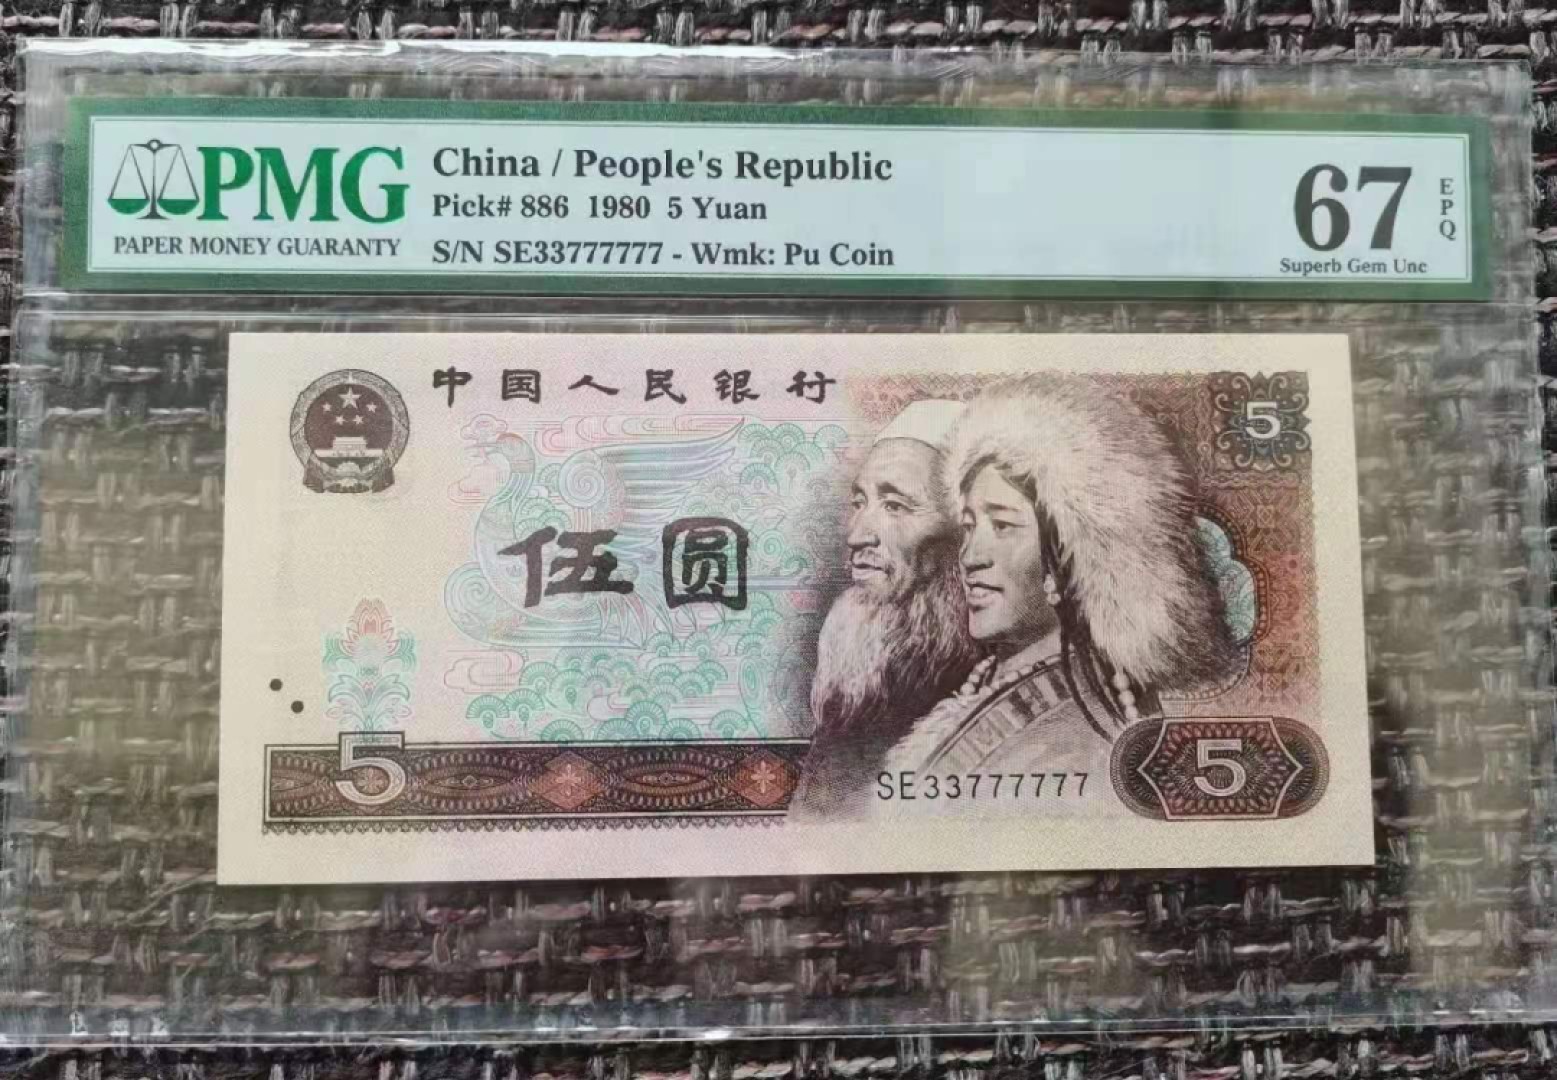 PMG
PAPER MONEY GUARANTY
China / People's Republic
Pick# 886 1980 5 Yuan
S/N SE33777777 - Wmk: Pu Coin
67
EPQ
Superb Gem Unc
中国人民银行
5
伍圆
5
SE33777777
5